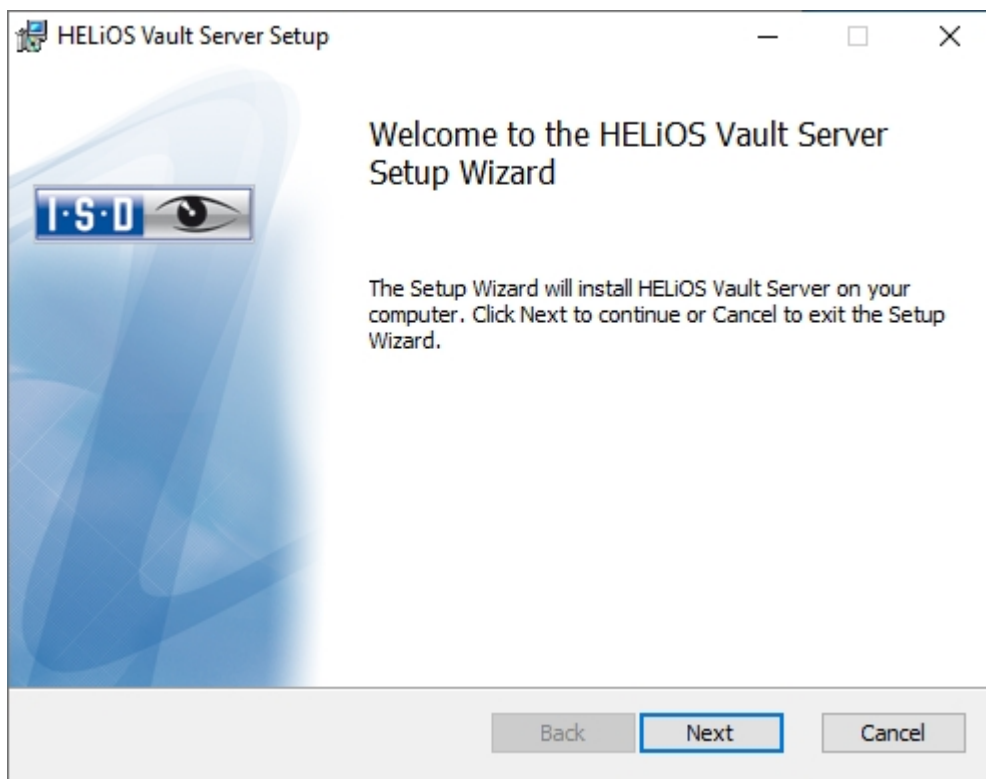 HELiOS Vault Server Setup
Welcome to the HELiOS Vault Server
Setup Wizard
I·S·D
The Setup Wizard will install HELiOS Vault Server on your
computer. Click Next to continue or Cancel to exit the Setup
Wizard.
Back
Next
Cancel